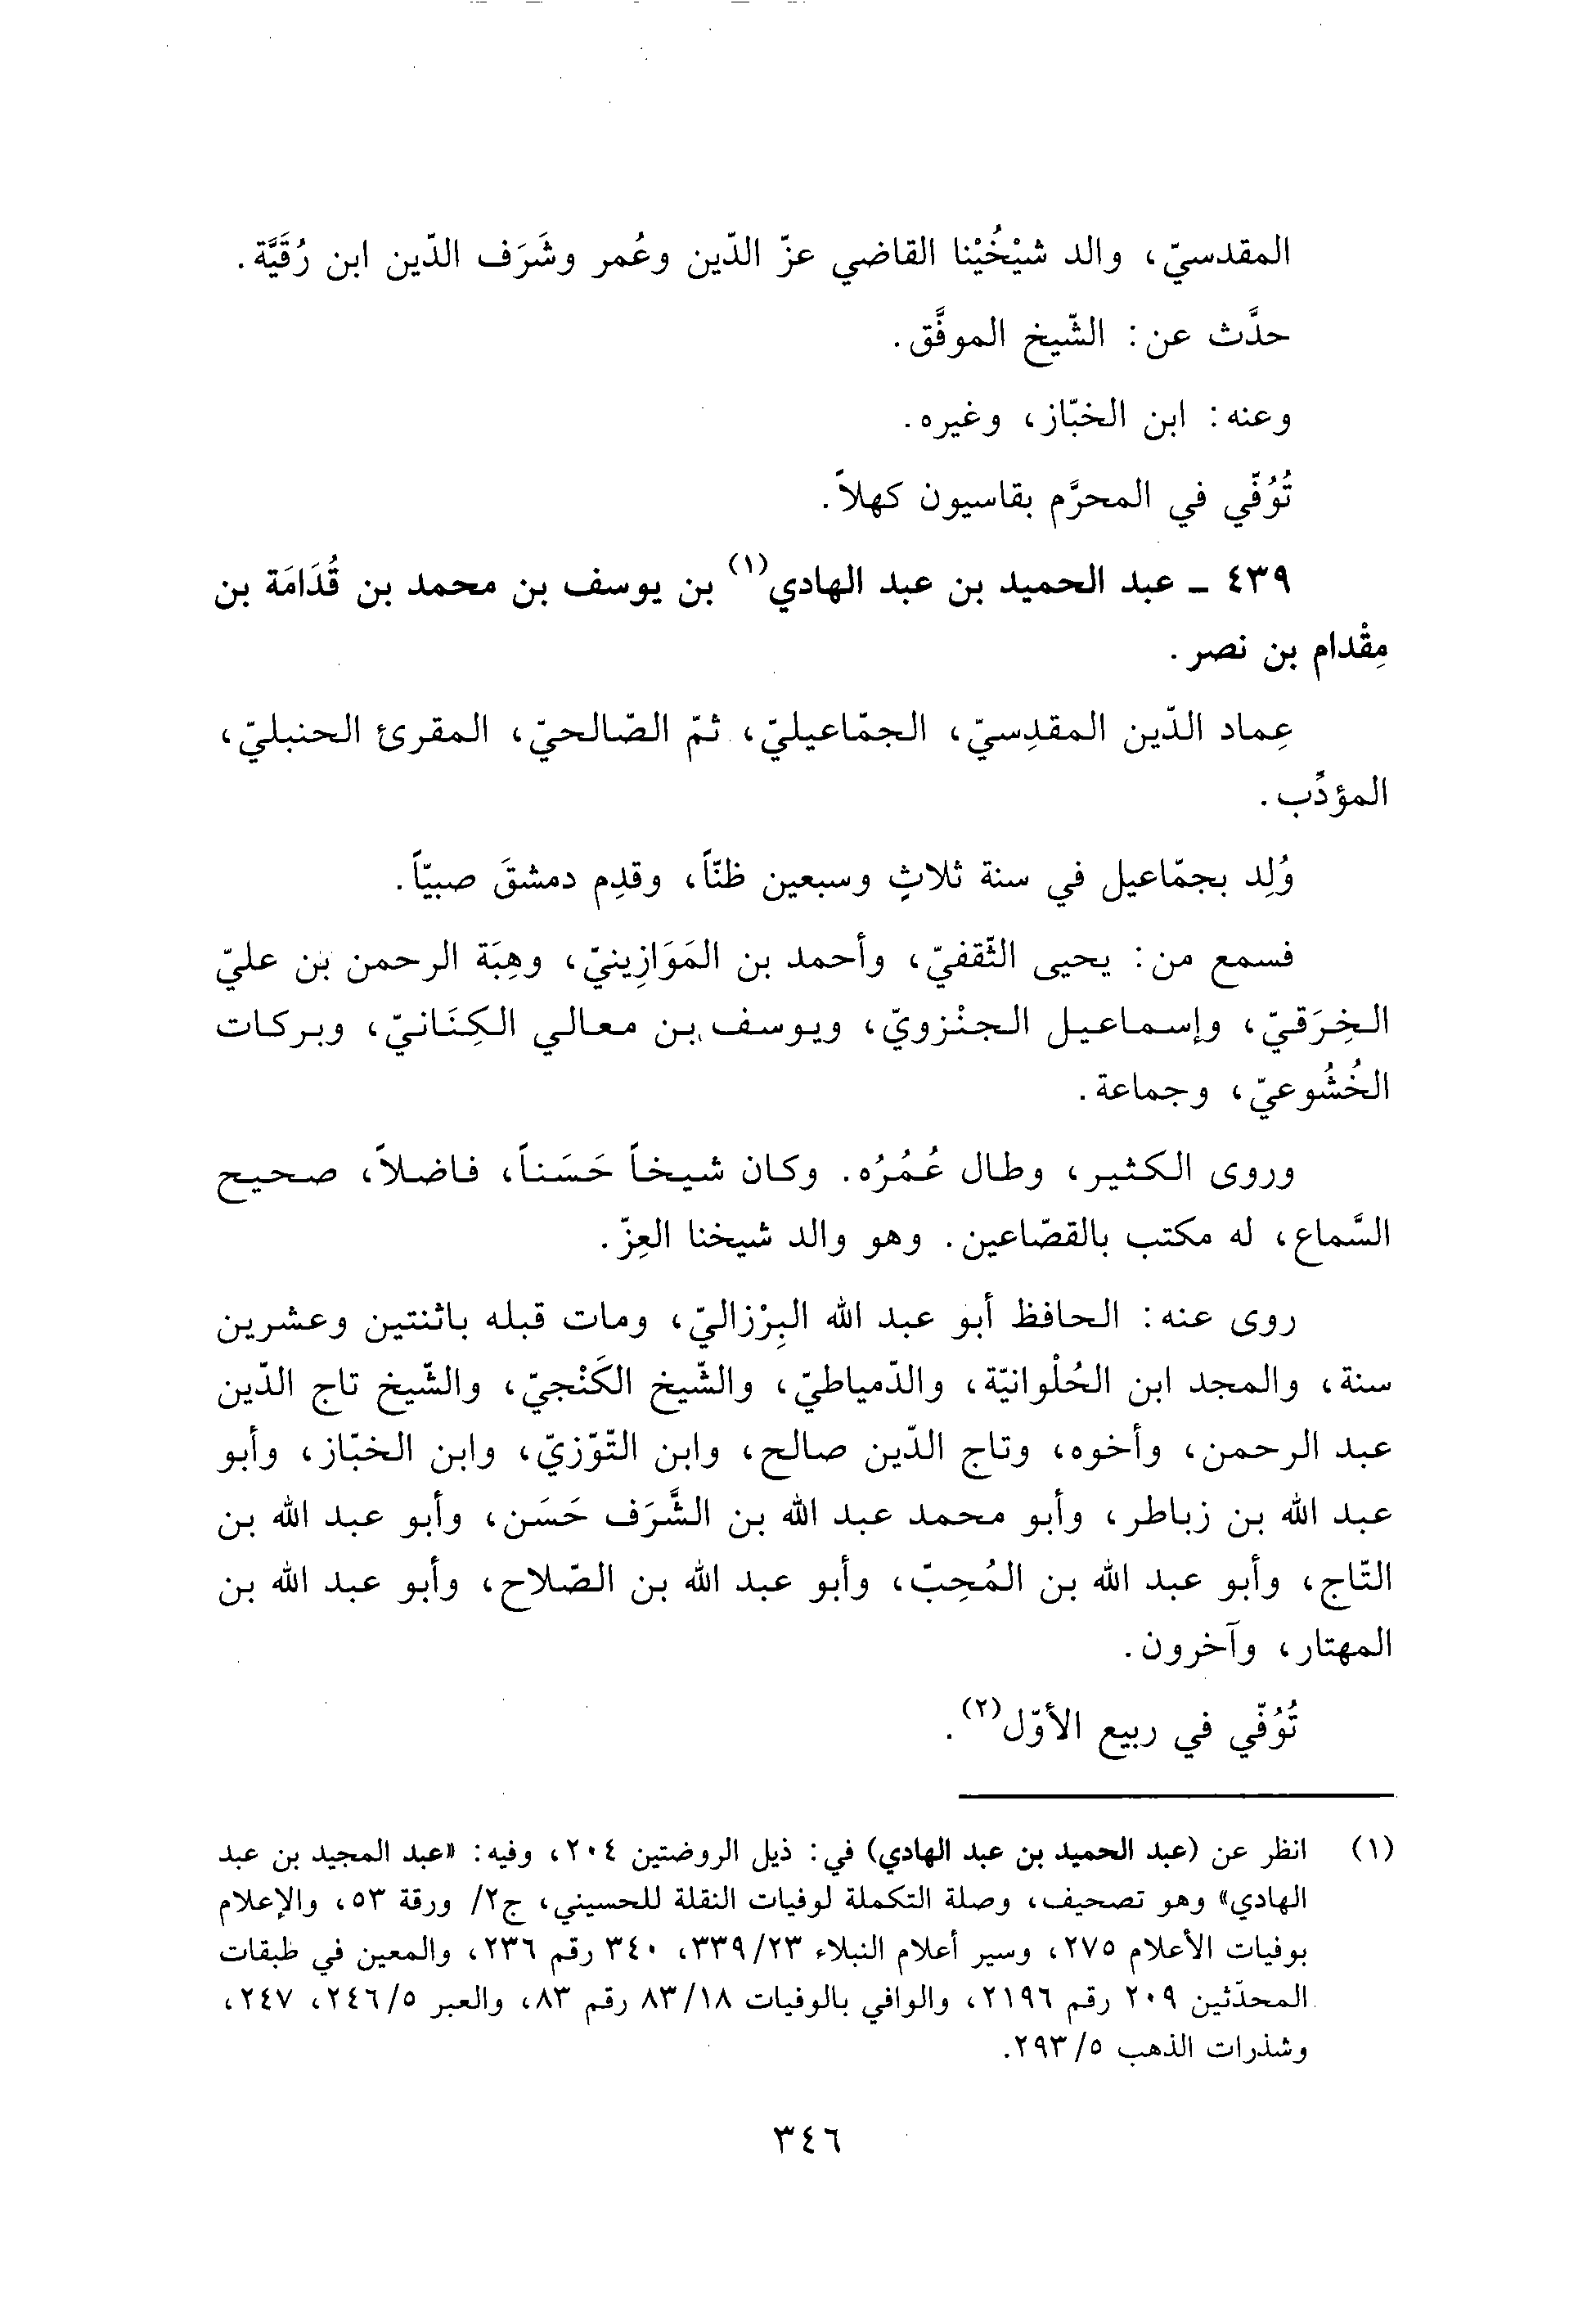 المقدسيّ، والد شيْخُيْنا القاضي عزّ الدّين وعُمر وشَرَف الدّين ابن رُقَيَّة.
حدَّث عن: الشّيخ الموفَّق.
وعنه: ابن الخبّاز، وغيره.
تُوُفّي في المحرَّم بقاسيون كهلاً.
٤٣٩ ـ عبد الحميد بن عبد الهادي(١) بن يوسف بن محمد بن قُدَامَة بن
مِقْدام بن نصر.
عِماد الدّين المقدِسيّ، الجمّاعيليّ، ثمّ الصّالحيّ، المقرئ الحنبليّ،
المؤدِّب.
وُلِد بجمّاعيل في سنة ثلاثٍ وسبعين ظنّاً، وقدِم دمشقَ صبيّاً.
فسمع من: يحيى الثّقفيّ، وأحمد بن المَوَازِينيّ، وهِبَة الرحمن بن عليّ
الخِرَقيّ، وإسماعيل الجنْزويّ، ويوسف بن معالي الكِنَانيّ، وبركات
الخُشُوعيّ، وجماعة.
وروى الكثير، وطال عُمُرُه. وكان شيخاً حَسَناً، فاضلاً، صحيح
السَّماع، له مكتب بالقصّاعين. وهو والد شيخنا العِزّ.
روى عنه: الحافظ أبو عبد الله البِرْزاليّ، ومات قبله باثنتين وعشرين
سنة، والمجد ابن الحُلْوانيّة، والدّمياطيّ، والشّيخ الكَنْجيّ، والشّيخ تاج الدّين
عبد الرحمن، وأخوه، وتاج الدّين صالح، وابن التّوّزيّ، وابن الخبّاز، وأبو
عبد الله بن زباطر، وأبو محمد عبد الله بن الشَّرَف حَسَن، وأبو عبد الله بن
التّاج، وأبو عبد الله بن المُحِبّ، وأبو عبد الله بن الصّلاح، وأبو عبد الله بن
المهتار، وآخرون.
تُوُفّي في ربيع الأوّل(٢).
(١) انظر عن (عبد الحميد بن عبد الهادي) في: ذيل الروضتين ٢٠٤، وفيه: «عبد المجيد بن عبد
الهادي» وهو تصحيف، وصلة التكملة لوفيات النقلة للحسيني، ج٢/ ورقة ٥٣، والإعلام
بوفيات الأعلام ٢٧٥، وسير أعلام النبلاء ٣٣٩/٢٣، ٣٤٠ رقم ٢٣٦، والمعين في طبقات
المحدّثين ٢٠٩ رقم ٢١٩٦، والوافي بالوفيات ٨٣/١٨ رقم ٨٣، والعبر ٢٤٦/٥، ٢٤٧،
وشذرات الذهب ٢٩٣/٥.
٣٤٦